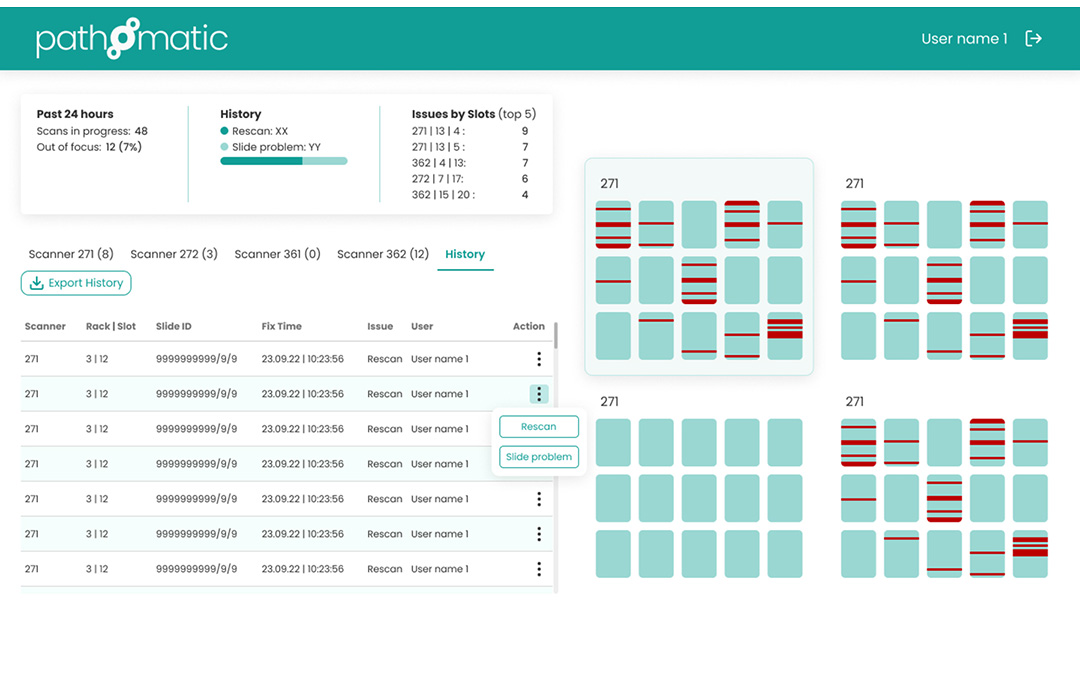 pathomatic
User name 1
Past 24 hours
Scans in progress: 48
Out of focus: 12 (7%)
History
Rescan: XX
Slide problem: YY
Issues by Slots (top 5)
271 | 13 | 4 : 9
271 | 13 | 5 : 7
362 | 4 | 13: 7
272 | 7 | 17: 6
362 | 15 | 20 : 4
Scanner 271 (8) Scanner 272 (3) Scanner 361 (0) Scanner 362 (12) History
Export History
Scanner Rack | Slot Slide ID Fix Time Issue User Action
271 3 | 12 9999999999/9/9 23.09.22 | 10:23:56 Rescan User name 1
271 3 | 12 9999999999/9/9 23.09.22 | 10:23:56 Rescan User name 1
271 3 | 12 9999999999/9/9 23.09.22 | 10:23:56 Rescan User name 1
271 3 | 12 9999999999/9/9 23.09.22 | 10:23:56 Rescan User name 1
271 3 | 12 9999999999/9/9 23.09.22 | 10:23:56 Rescan User name 1
271 3 | 12 9999999999/9/9 23.09.22 | 10:23:56 Rescan User name 1
271 3 | 12 9999999999/9/9 23.09.22 | 10:23:56 Rescan User name 1
Rescan
Slide problem
271
271
271
271